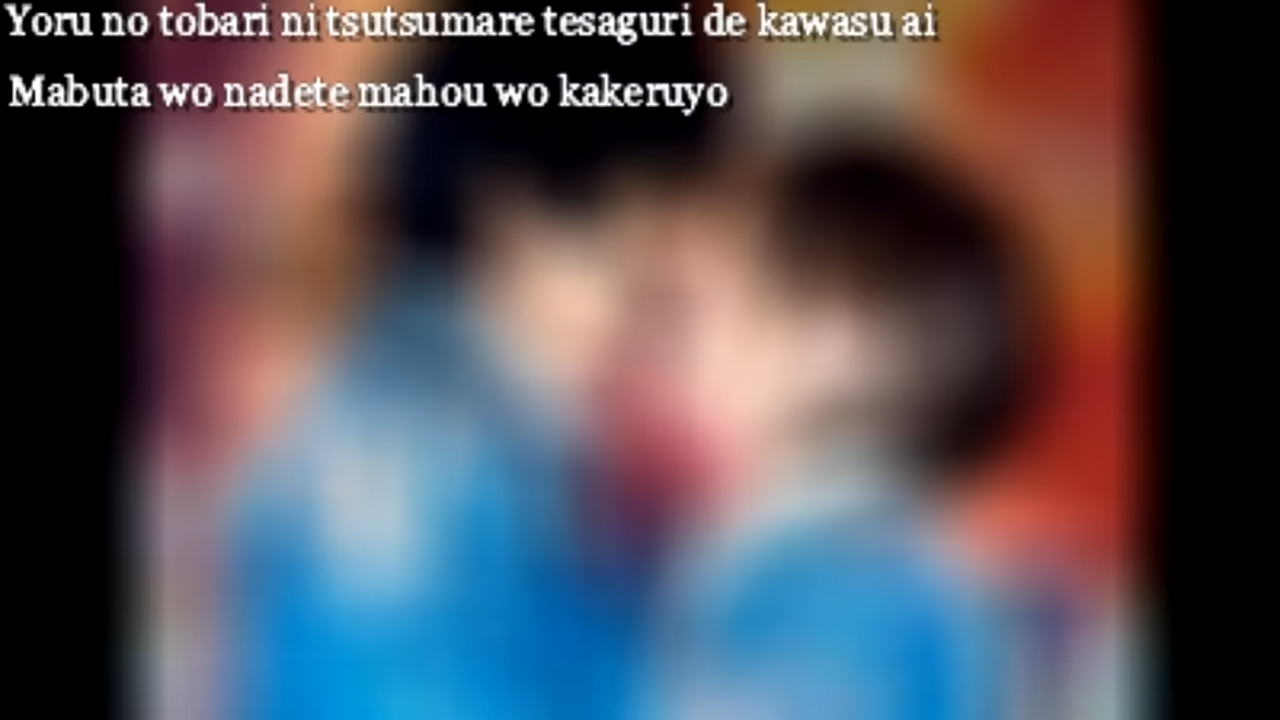 Yoru no tobari ni tsutsumare tesaguri de kawasu ai
Mabuta wo nadete mahou wo kakeruyo